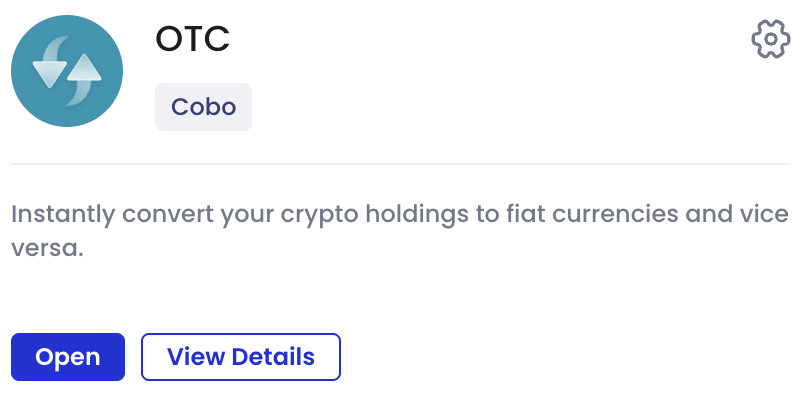 OTC
Cobo
Instantly convert your crypto holdings to fiat currencies and vice
versa.
Open
View Details